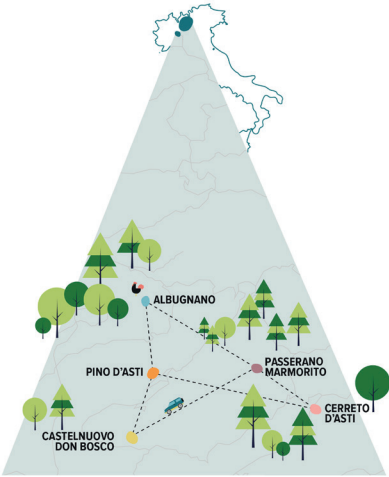 ALBUGNANO
PASSERANO
MARMORITO
PINO D'ASTI
CERRETO
D'ASTI
CASTELNUOVO
DON BOSCO